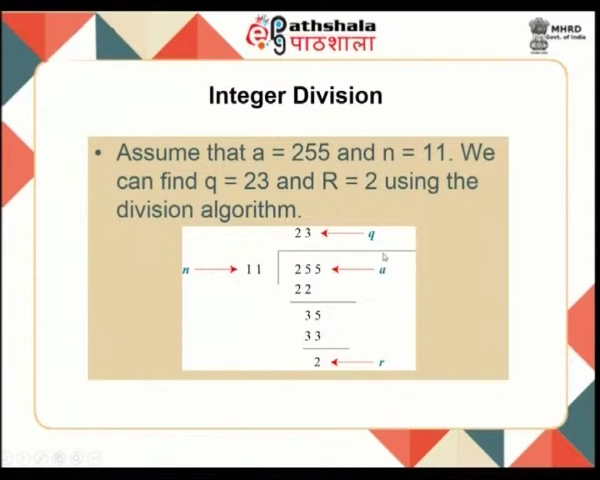 ePathshala
पाठशाला
MHRD
Govt. of India
Integer Division
• Assume that a = 255 and n = 11. We
can find q = 23 and R = 2 using the
division algorithm.
2 3 q
n 1 1 2 5 5 a
2 2
3 5
3 3
2 r